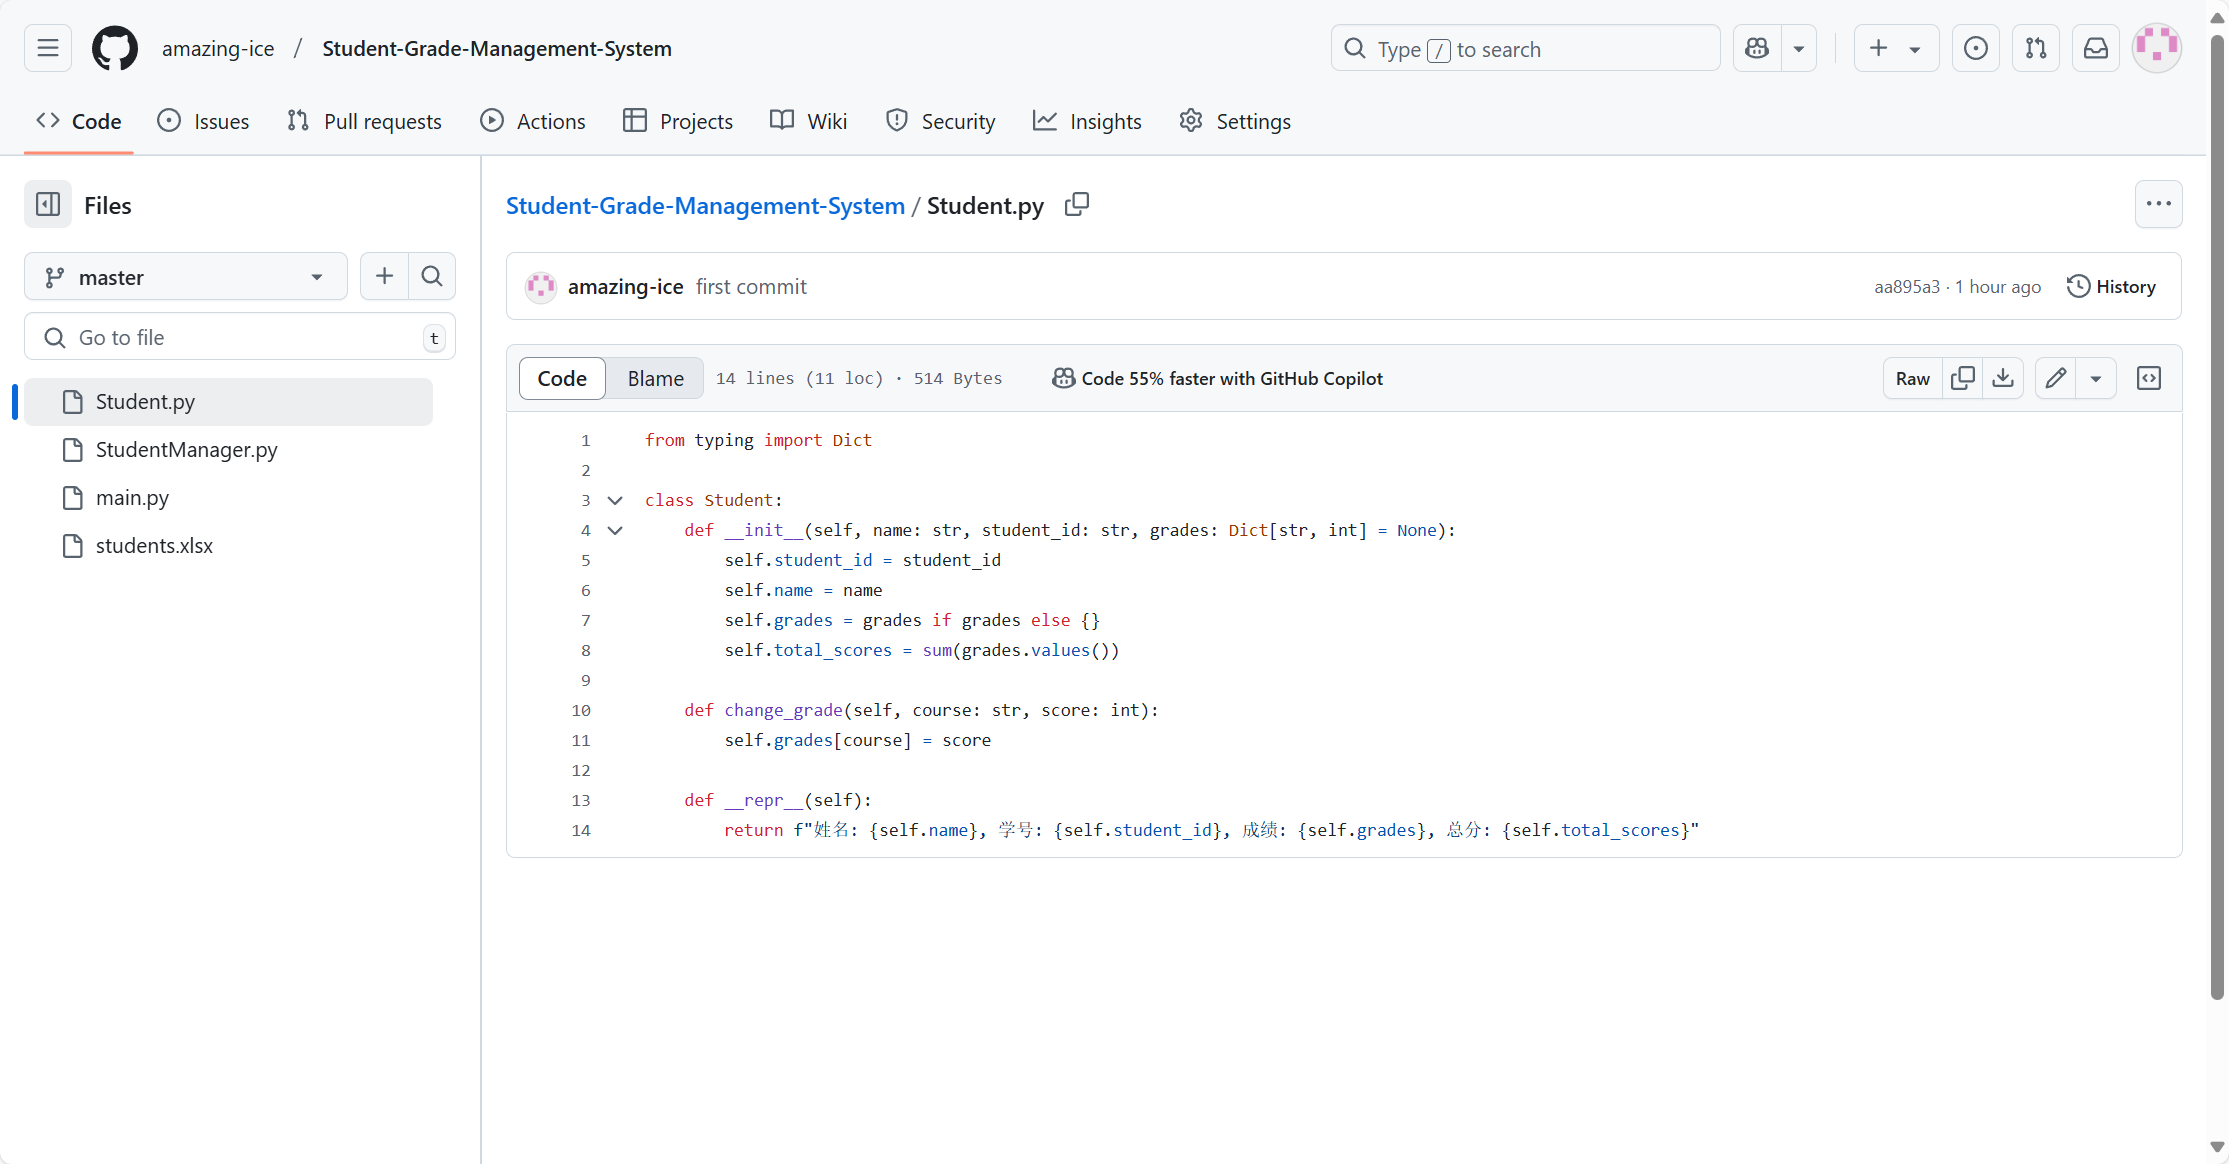 amazing-ice / Student-Grade-Management-System
Type / to search
Code
Issues
Pull requests
Actions
Projects
Wiki
Security
Insights
Settings
Files
master
Go to file
t
Student.py
StudentManager.py
main.py
students.xlsx
Student-Grade-Management-System / Student.py
amazing-ice first commit
aa895a3 · 1 hour ago
History
Code
Blame
14 lines (11 loc) · 514 Bytes
Code 55% faster with GitHub Copilot
Raw
1 from typing import Dict
2
3 class Student:
4     def __init__(self, name: str, student_id: str, grades: Dict[str, int] = None):
5         self.student_id = student_id
6         self.name = name
7         self.grades = grades if grades else {}
8         self.total_scores = sum(grades.values())
9
10     def change_grade(self, course: str, score: int):
11         self.grades[course] = score
12
13     def __repr__(self):
14         return f"姓名: {self.name}, 学号: {self.student_id}, 成绩: {self.grades}, 总分: {self.total_scores}"